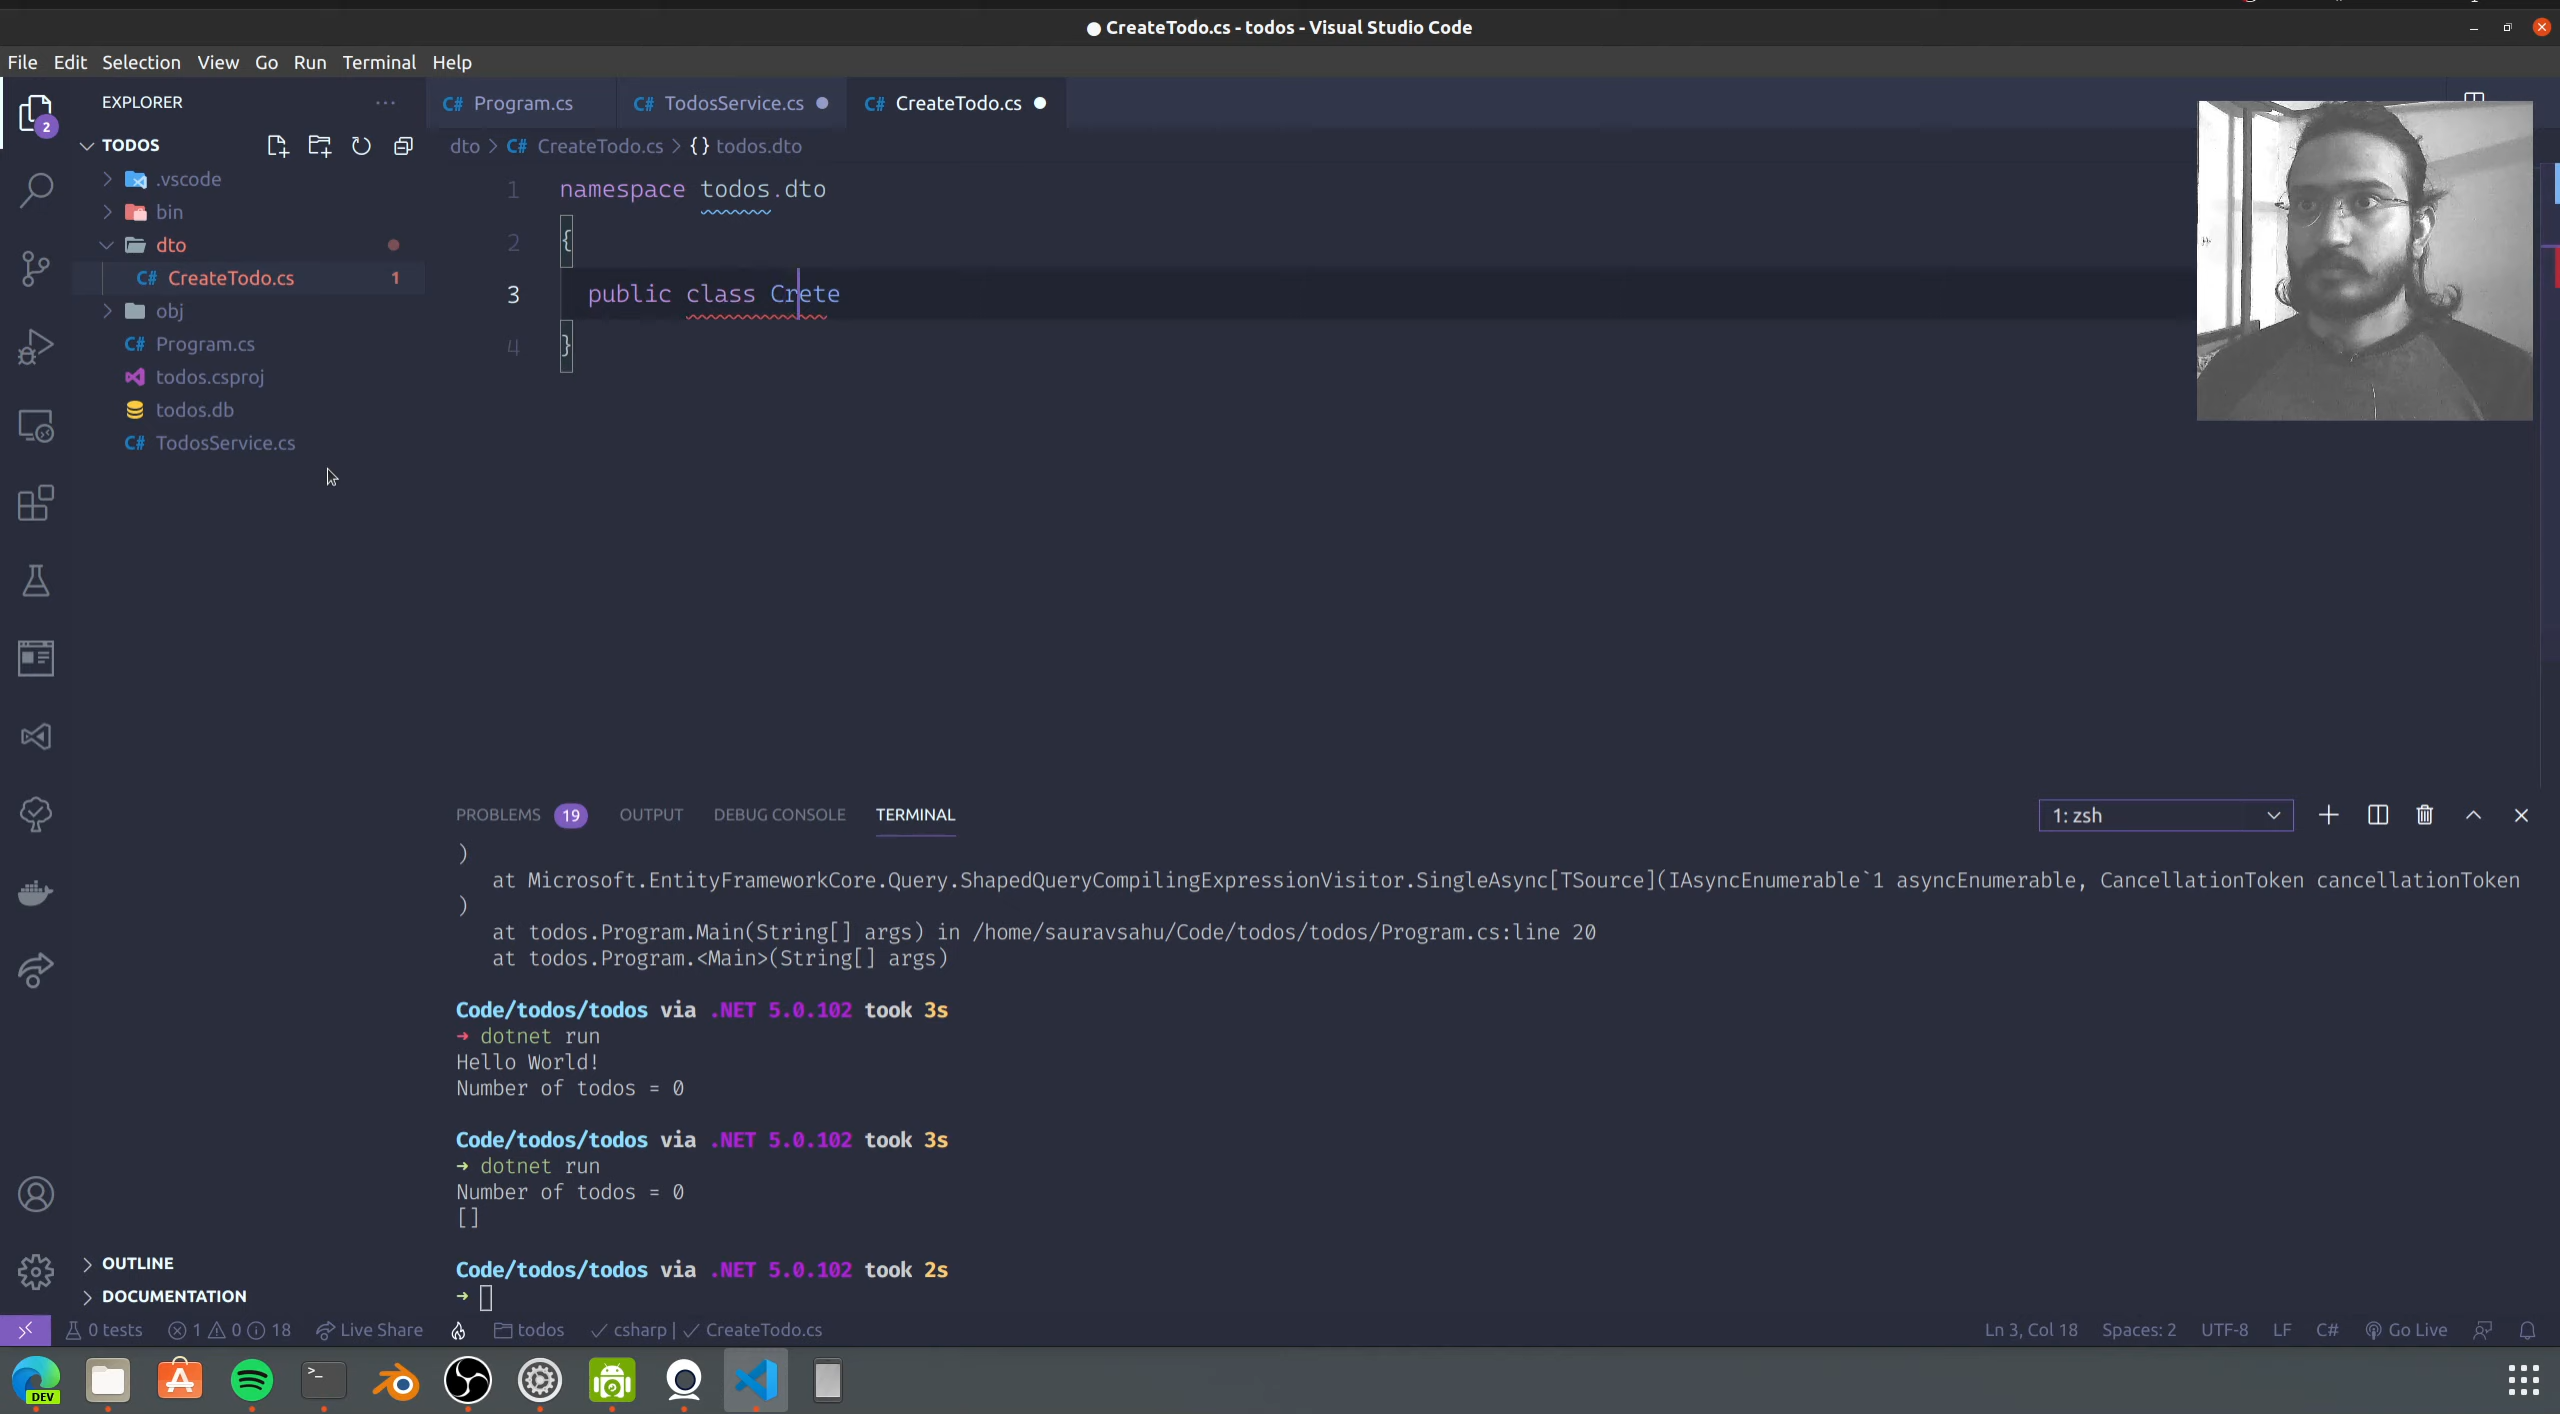 CreateTodo.cs - todos - Visual Studio Code
File Edit Selection View Go Run Terminal Help
EXPLORER
Program.cs
TodosService.cs
CreateTodo.cs
2
TODOS
dto > CreateTodo.cs > {} todos.dto
.vscode
bin
dto
CreateTodo.cs 1
obj
Program.cs
todos.csproj
todos.db
TodosService.cs
1 namespace todos.dto
2 {
3 public class Crete
4 }
PROBLEMS 19 OUTPUT DEBUG CONSOLE TERMINAL
1: zsh
)
at Microsoft.EntityFrameworkCore.Query.ShapedQueryCompilingExpressionVisitor.SingleAsync[TSource](IAsyncEnumerable`1 asyncEnumerable, CancellationToken cancellationToken
)
at todos.Program.Main(String[] args) in /home/sauravsahu/Code/todos/todos/Program.cs:line 20
at todos.Program.<Main>(String[] args)
Code/todos/todos via .NET 5.0.102 took 3s
→ dotnet run
Hello World!
Number of todos = 0
Code/todos/todos via .NET 5.0.102 took 3s
→ dotnet run
Number of todos = 0
[]
Code/todos/todos via .NET 5.0.102 took 2s
→
OUTLINE
DOCUMENTATION
0 tests 1 0 18 Live Share todos csharp | CreateTodo.cs
Ln 3, Col 18 Spaces: 2 UTF-8 LF C# Go Live
DEV